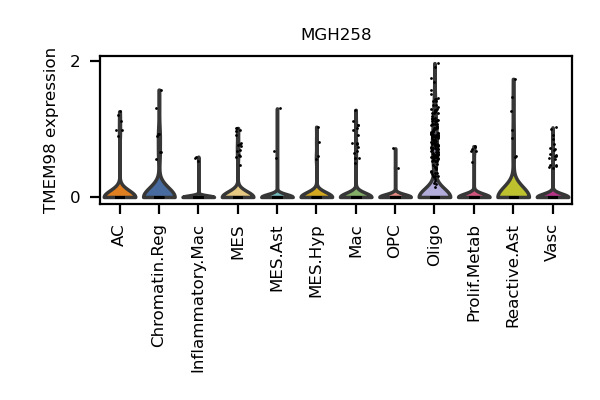 MGH258
TMEM98 expression
2
0
AC
Chromatin.Reg
Inflammatory.Mac
MES
MES.Ast
MES.Hyp
Mac
OPC
Oligo
Prolif.Metab
Reactive.Ast
Vasc